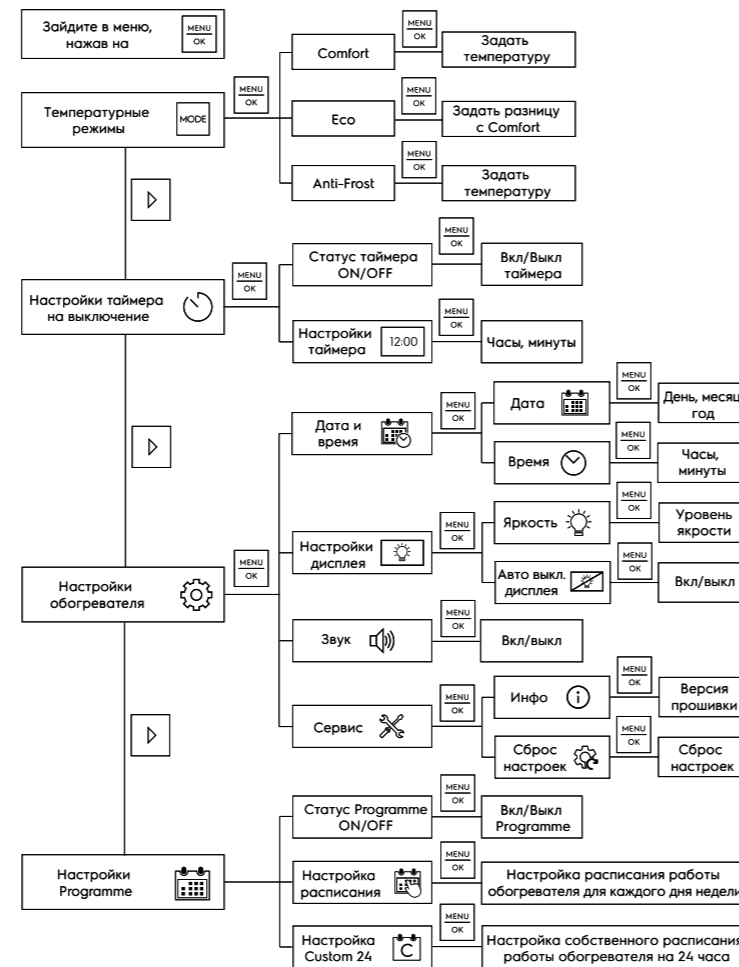 Зайдите в меню,
нажав на
MENU
OK
Температурные
режимы
MODE
MENU
OK
Comfort
MENU
OK
Задать
температуру
Eco
MENU
OK
Задать разницу
с Comfort
Anti-Frost
MENU
OK
Задать
температуру
Настройки таймера
на выключение
MENU
OK
Статус таймера
ON/OFF
MENU
OK
Вкл/Выкл
таймера
Настройки
таймера
12:00
MENU
OK
Часы, минуты
Настройки
обогревателя
MENU
OK
Дата и
время
MENU
OK
Дата
MENU
OK
День, месяц
год
Время
MENU
OK
Часы,
минуты
Настройки
дисплея
MENU
OK
Яркость
MENU
OK
Уровень
якрости
Авто выкл.
дисплея
MENU
OK
Вкл/выкл
Звук
MENU
OK
Вкл/выкл
Сервис
MENU
OK
Инфо
i
MENU
OK
Версия
прошивки
Сброс
настроек
MENU
OK
Сброс
настроек
Настройки
Programme
Статус Programme
ON/OFF
MENU
OK
Вкл/Выкл
Programme
Настройка
расписания
MENU
OK
Настройка расписания работы
обогревателя для каждого дня недели
Настройка
Custom 24
C
MENU
OK
Настройка собственного расписания
работы обогревателя на 24 часа